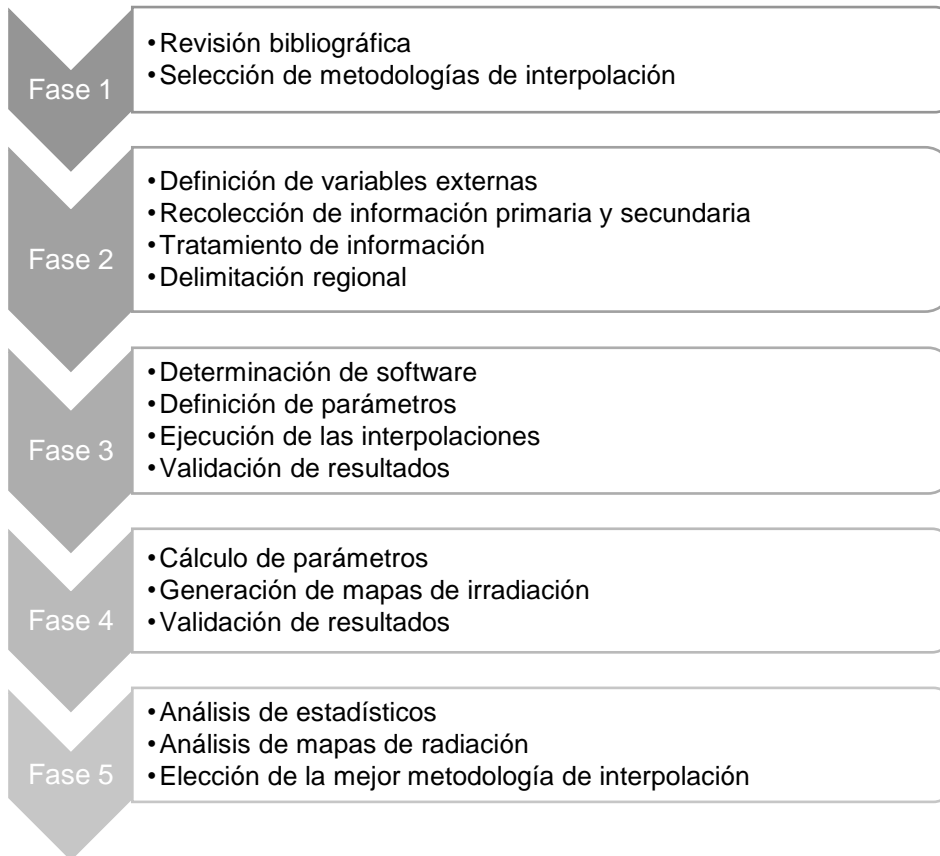 Fase 1
•Revisión bibliográfica
•Selección de metodologías de interpolación
Fase 2
•Definición de variables externas
•Recolección de información primaria y secundaria
•Tratamiento de información
•Delimitación regional
Fase 3
•Determinación de software
•Definición de parámetros
•Ejecución de las interpolaciones
•Validación de resultados
Fase 4
•Cálculo de parámetros
•Generación de mapas de irradiación
•Validación de resultados
Fase 5
•Análisis de estadísticos
•Análisis de mapas de radiación
•Elección de la mejor metodología de interpolación